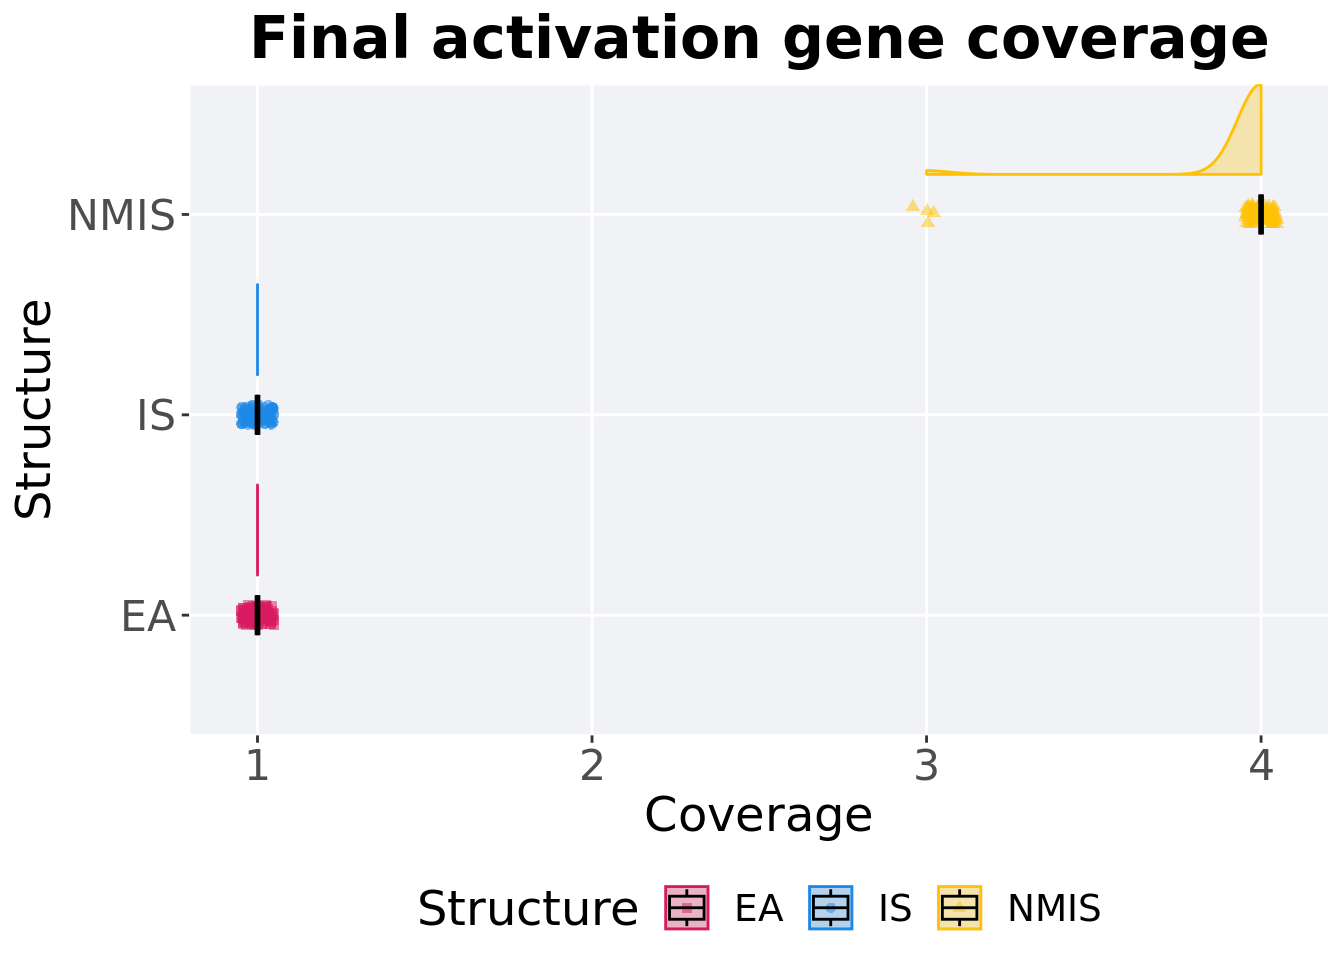 Final activation gene coverage
Structure
NMIS
IS
EA
1 2 3 4
Coverage
Structure EA IS NMIS